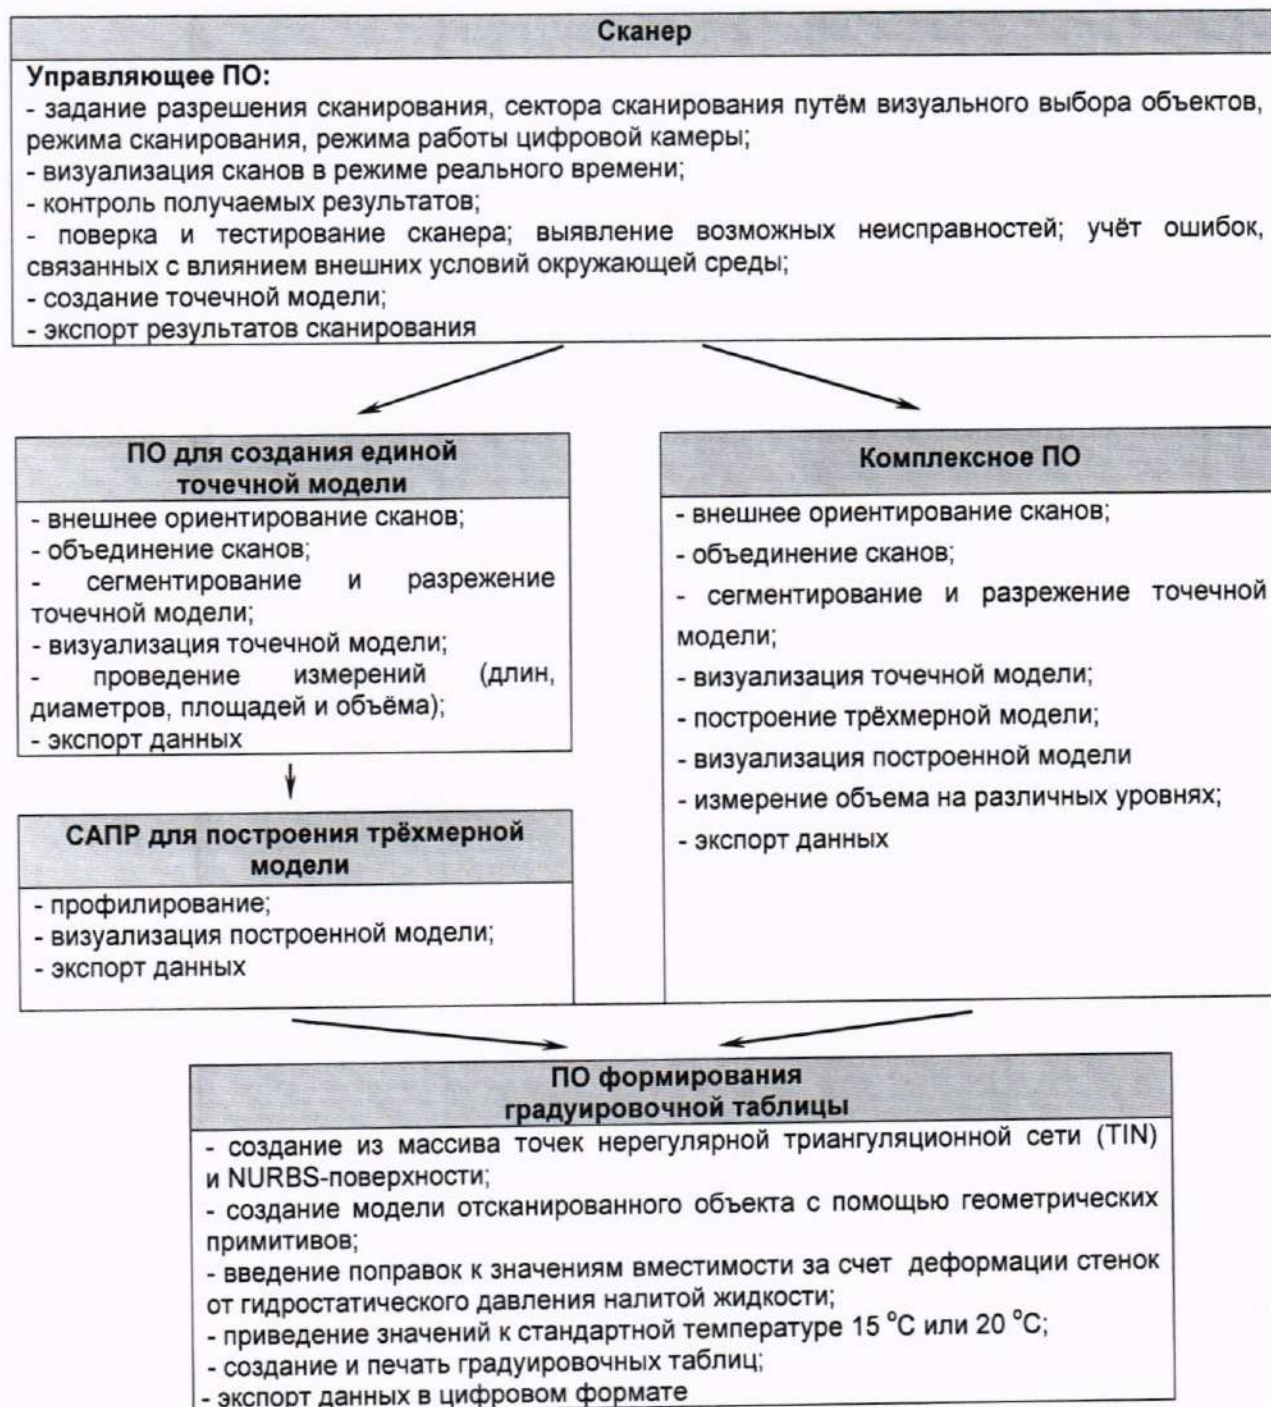 Сканер
Управляющее ПО:
- задание разрешения сканирования, сектора сканирования путём визуального выбора объектов,
режима сканирования, режима работы цифровой камеры;
- визуализация сканов в режиме реального времени;
- контроль получаемых результатов;
- поверка и тестирование сканера; выявление возможных неисправностей; учёт ошибок,
связанных с влиянием внешних условий окружающей среды;
- создание точечной модели;
- экспорт результатов сканирования
ПО для создания единой
точечной модели
- внешнее ориентирование сканов;
- объединение сканов;
- сегментирование и разрежение
точечной модели;
- визуализация точечной модели;
- проведение измерений (длин,
диаметров, площадей и объёма);
- экспорт данных
САПР для построения трёхмерной
модели
- профилирование;
- визуализация построенной модели;
- экспорт данных
Комплексное ПО
- внешнее ориентирование сканов;
- объединение сканов;
- сегментирование и разрежение точечной
модели;
- визуализация точечной модели;
- построение трёхмерной модели;
- визуализация построенной модели
- измерение объема на различных уровнях;
- экспорт данных
ПО формирования
градуировочной таблицы
- создание из массива точек нерегулярной триангуляционной сети (TIN)
и NURBS-поверхности;
- создание модели отсканированного объекта с помощью геометрических
примитивов;
- введение поправок к значениям вместимости за счет деформации стенок
от гидростатического давления налитой жидкости;
- приведение значений к стандартной температуре 15 °C или 20 °C;
- создание и печать градуировочных таблиц;
- экспорт данных в цифровом формате